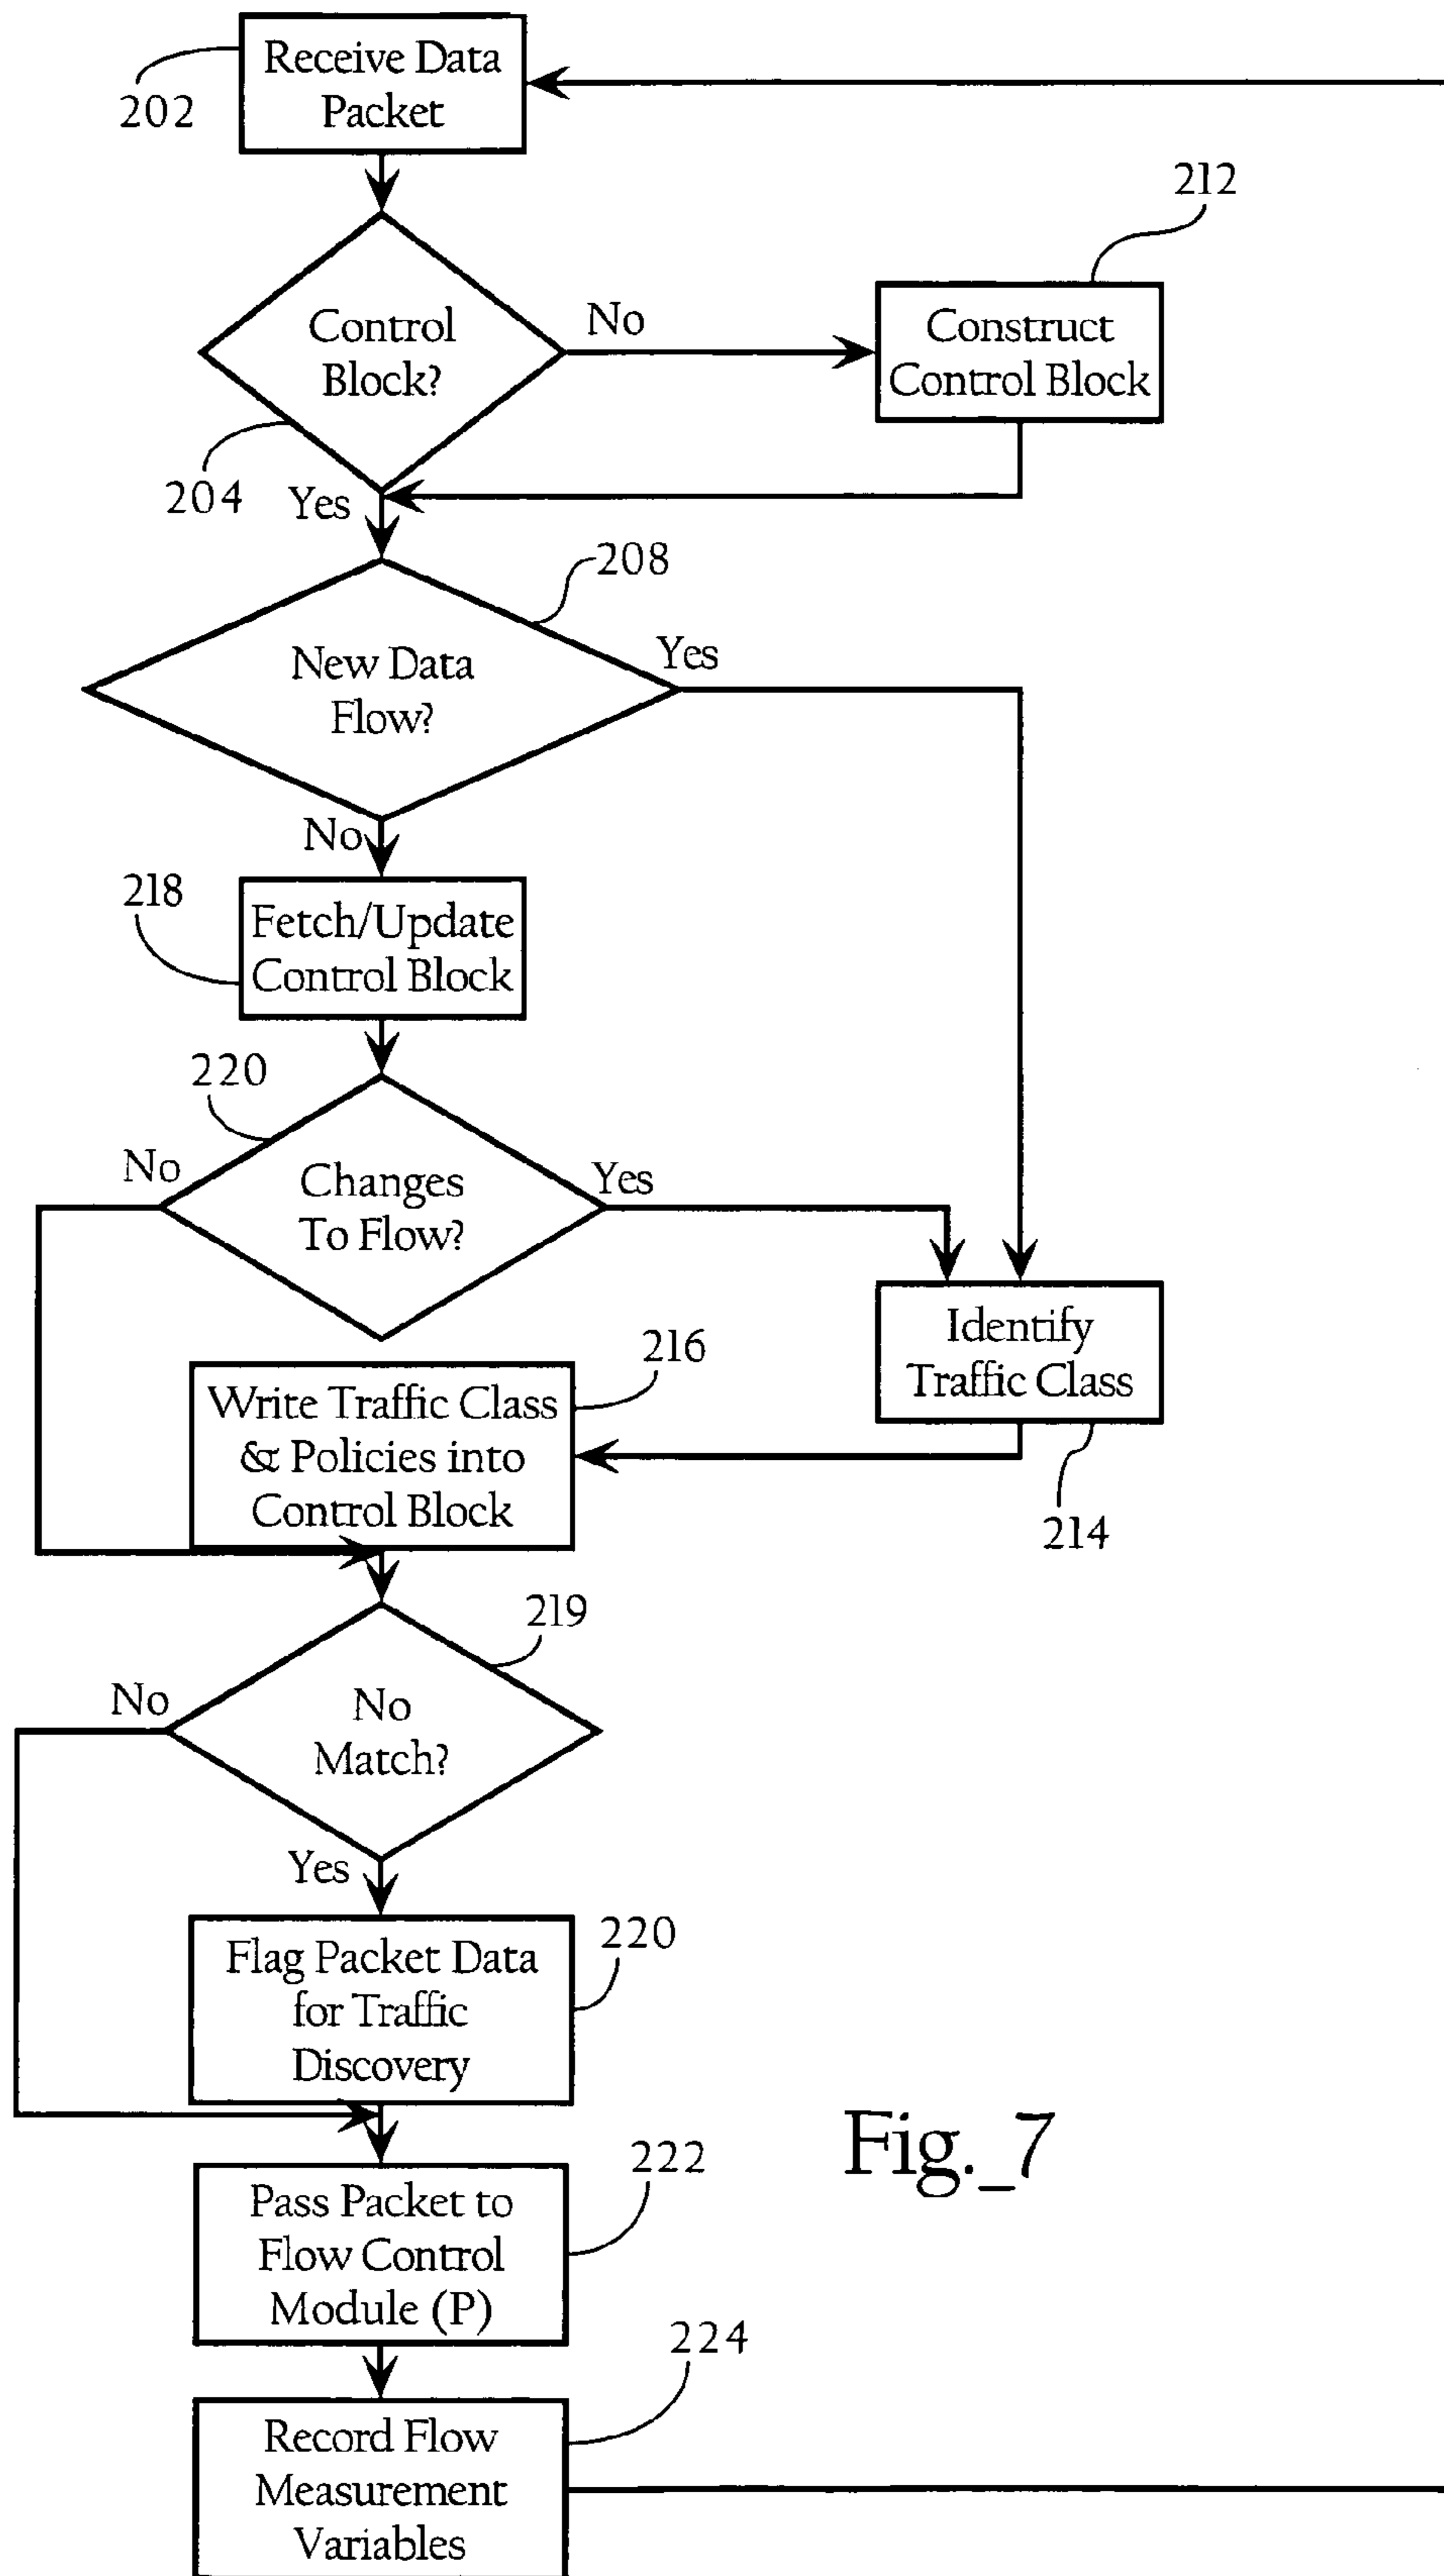 Receive Data
Packet
202
212
Control
Block?
No
Construct
Control Block
204
Yes
208
New Data
Flow?
Yes
No
218
Fetch/Update
Control Block
220
No
Changes
To Flow?
Yes
Identify
Traffic Class
216
Write Traffic Class
& Policies into
Control Block
214
219
No
No
Match?
Yes
220
Flag Packet Data
for Traffic
Discovery
Fig._7
222
Pass Packet to
Flow Control
Module (P)
224
Record Flow
Measurement
Variables